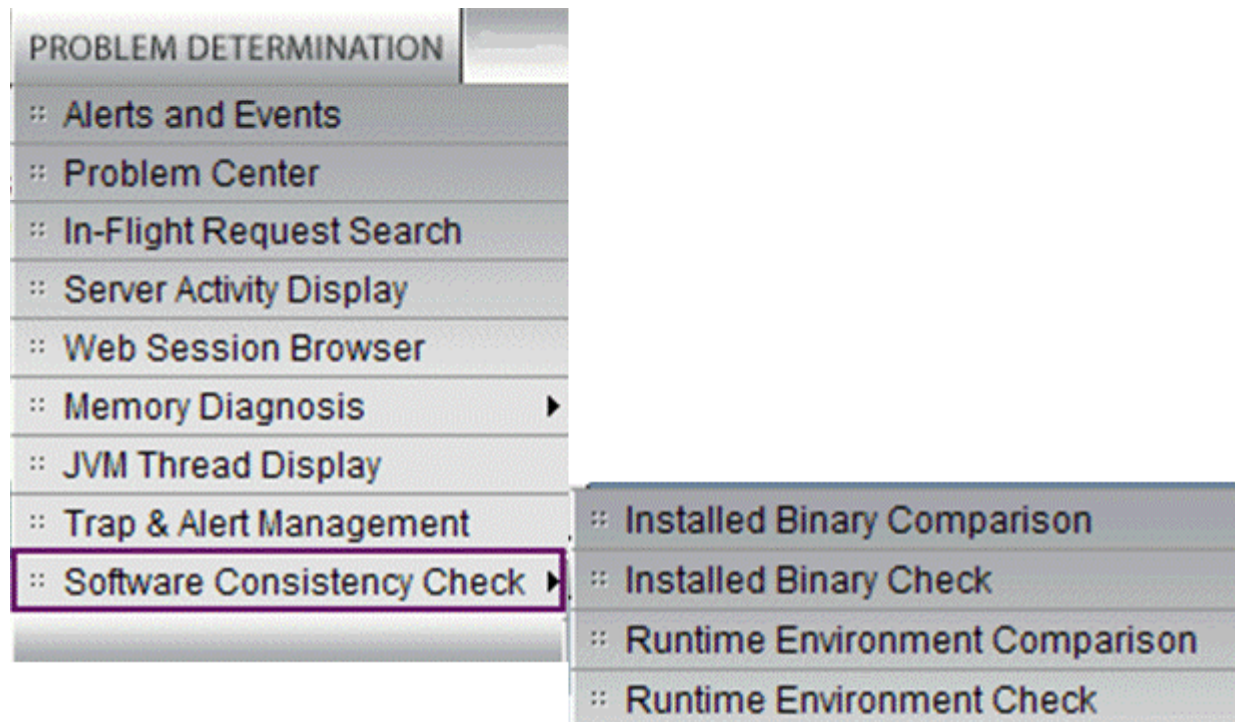 PROBLEM DETERMINATION
Alerts and Events
Problem Center
In-Flight Request Search
Server Activity Display
Web Session Browser
Memory Diagnosis
JVM Thread Display
Trap & Alert Management
Software Consistency Check
Installed Binary Comparison
Installed Binary Check
Runtime Environment Comparison
Runtime Environment Check